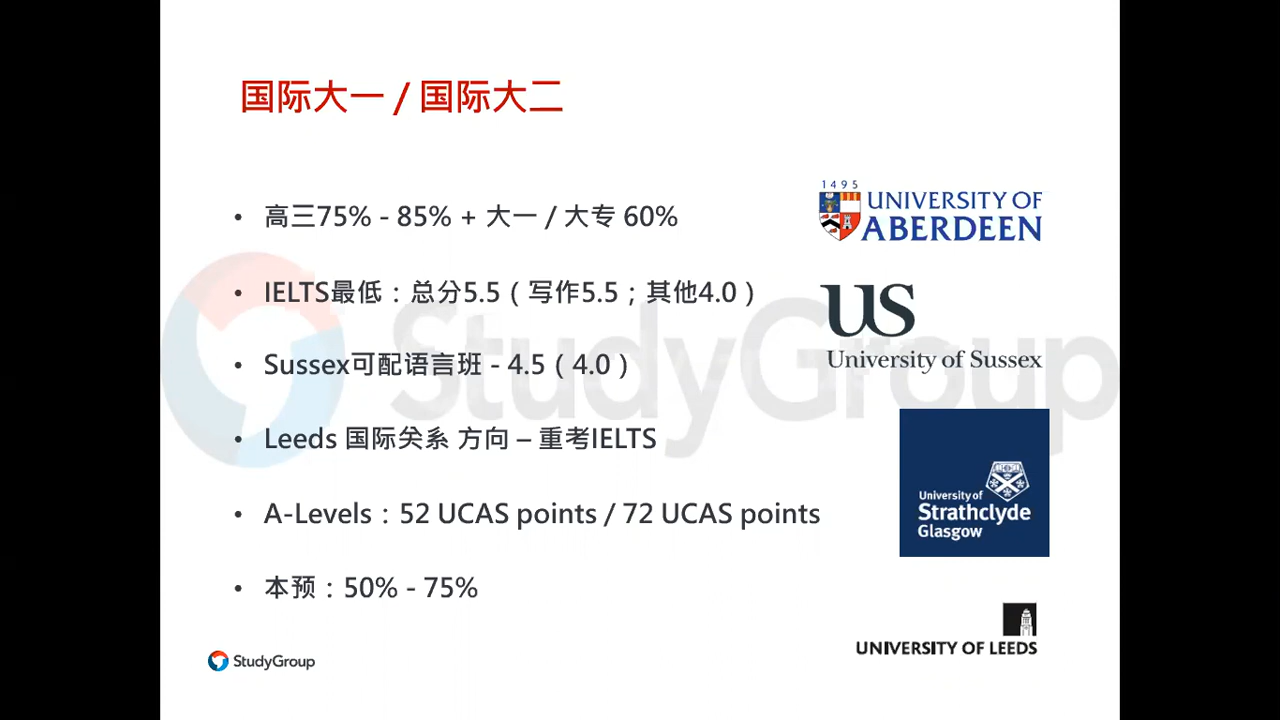 国际大一 / 国际大二
• 高三75% - 85% + 大一 / 大专 60%
• IELTS最低：总分5.5（写作5.5；其他4.0）
• Sussex可配语言班 - 4.5（4.0）
• Leeds 国际关系 方向 – 重考IELTS
• A-Levels：52 UCAS points / 72 UCAS points
• 本预：50% - 75%
1495
UNIVERSITY OF
ABERDEEN
US
University of Sussex
University of
Strathclyde
Glasgow
UNIVERSITY OF LEEDS
StudyGroup
StudyGroup